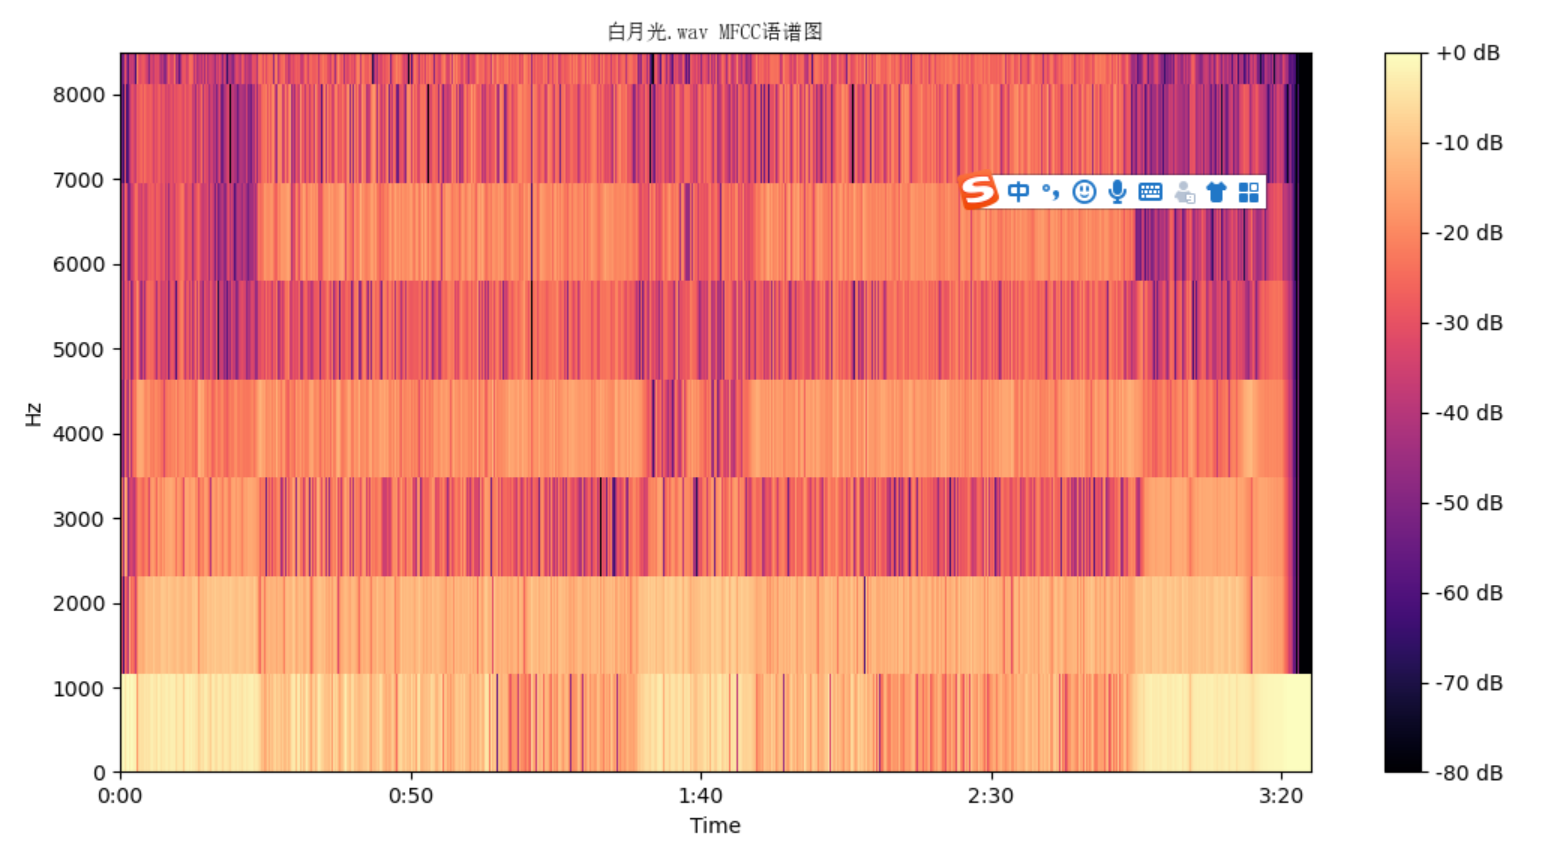 白月光.wav MFCC语谱图
+0 dB
8000
-10 dB
7000
中
-20 dB
6000
-30 dB
5000
Hz
4000
-40 dB
3000
-50 dB
2000
-60 dB
1000
-70 dB
0
-80 dB
0:00 0:50 1:40 2:30 3:20
Time